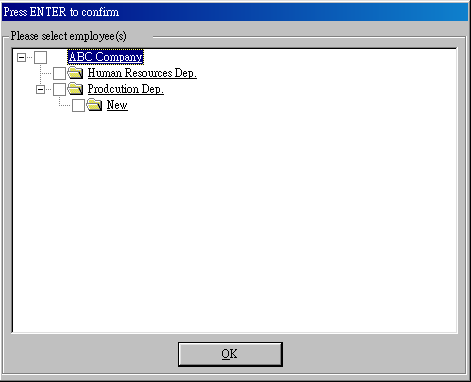 Press ENTER to confirm
Please select employee(s)
ABC Company
Human Resources Dep.
Prodcution Dep.
New
OK